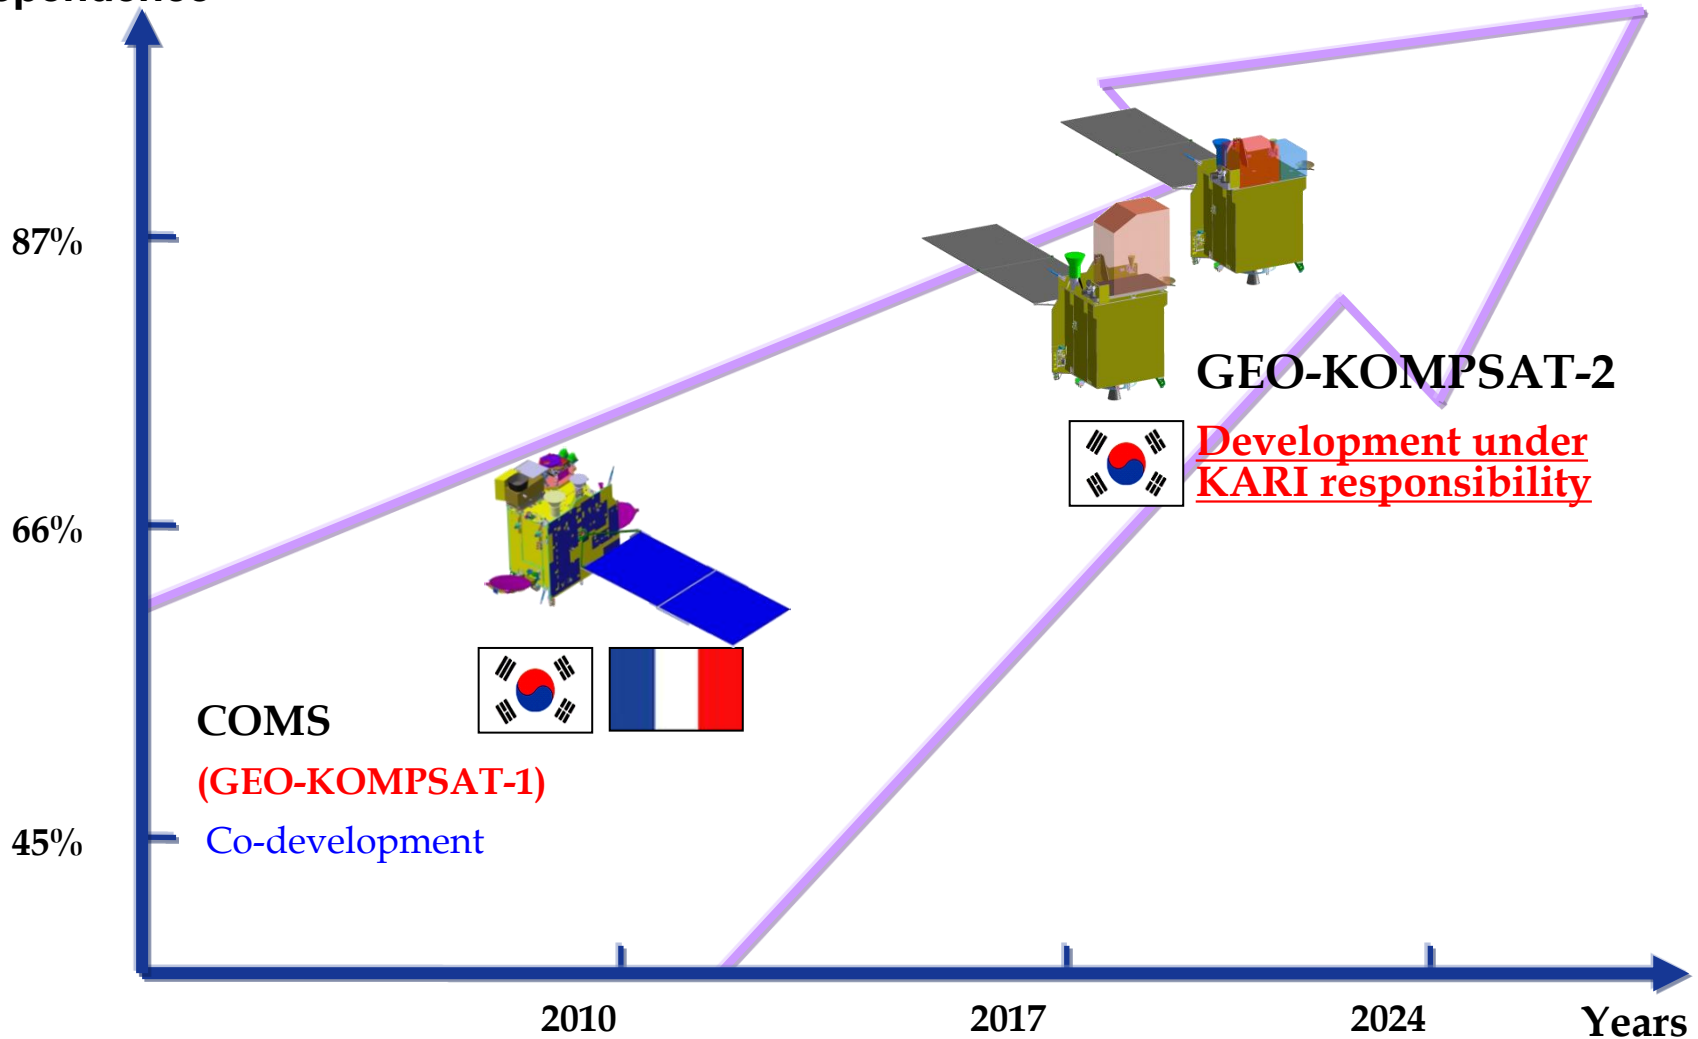 87%
GEO-KOMPSAT-2
Development under
KARI responsibility
66%
COMS
(GEO-KOMPSAT-1)
45%
Co-development
2010
2017
2024
Years